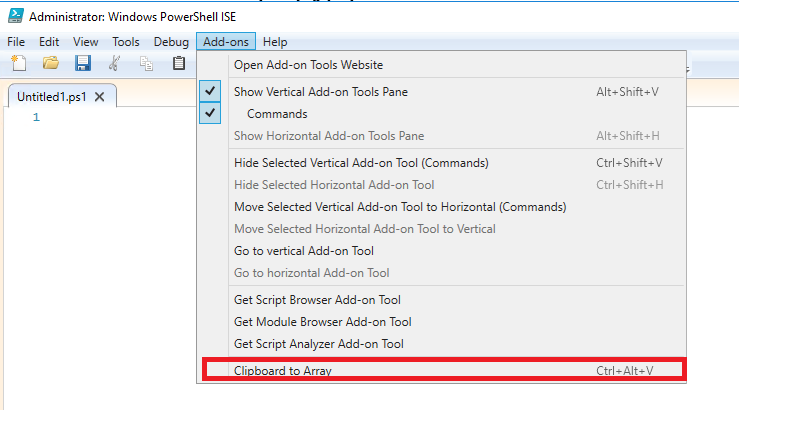 Administrator: Windows PowerShell ISE
File Edit View Tools Debug Add-ons Help
Open Add-on Tools Website
Untitled1.ps1
Show Vertical Add-on Tools Pane Alt+Shift+V
1
Commands
Show Horizontal Add-on Tools Pane Alt+Shift+H
Hide Selected Vertical Add-on Tool (Commands) Ctrl+Shift+V
Hide Selected Horizontal Add-on Tool Ctrl+Shift+H
Move Selected Vertical Add-on Tool to Horizontal (Commands)
Move Selected Horizontal Add-on Tool to Vertical
Go to vertical Add-on Tool
Go to horizontal Add-on Tool
Get Script Browser Add-on Tool
Get Module Browser Add-on Tool
Get Script Analyzer Add-on Tool
Clipboard to Array Ctrl+Alt+V